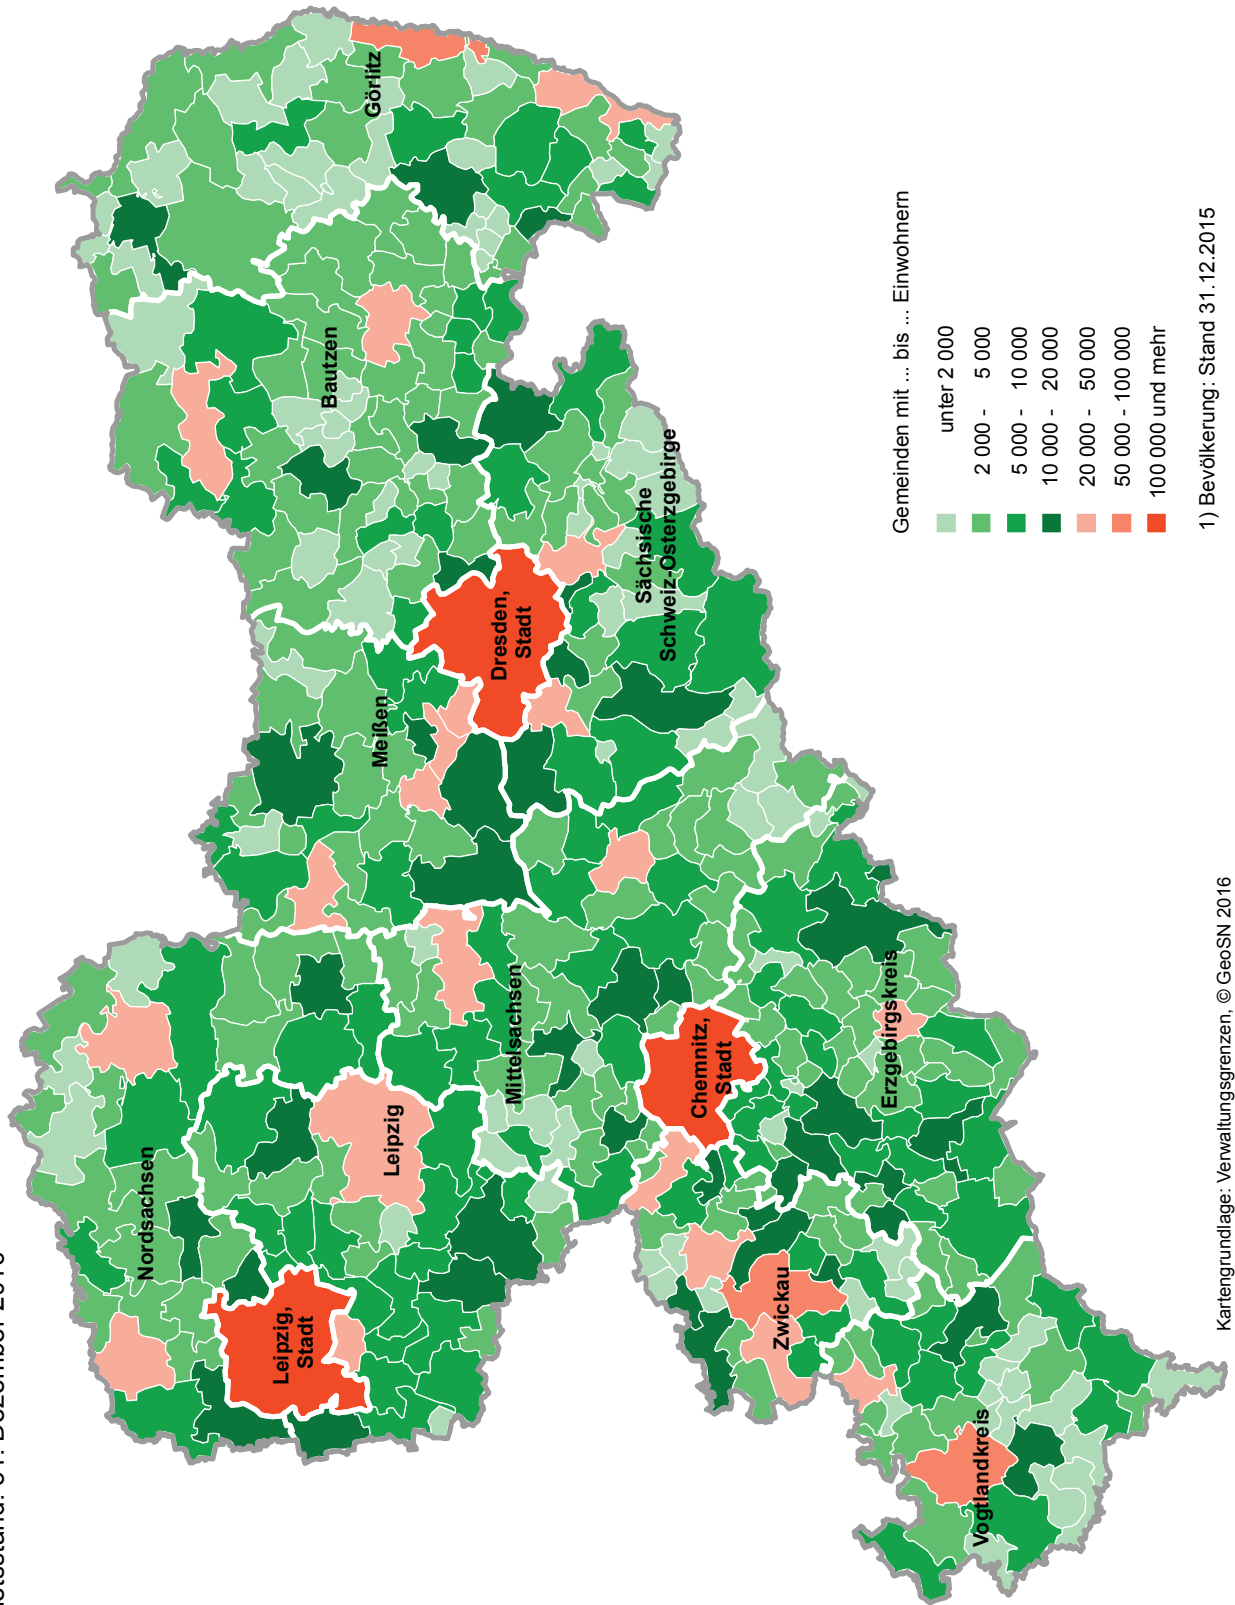 Nordsachsen
Leipzig,
Stadt
Leipzig
Meißen
Bautzen
Görlitz
Dresden,
Stadt
Mittelsachsen
Sächsische
Schweiz-Osterzgebirge
Chemnitz,
Stadt
Zwickau
Erzgebirgskreis
Vogtlandkreis
Gemeinden mit ... bis ... Einwohnern
unter 2 000
2 000 - 5 000
5 000 - 10 000
10 000 - 20 000
20 000 - 50 000
50 000 - 100 000
100 000 und mehr
1) Bevölkerung: Stand 31.12.2015
Kartengrundlage: Verwaltungsgrenzen, © GeoSN 2016